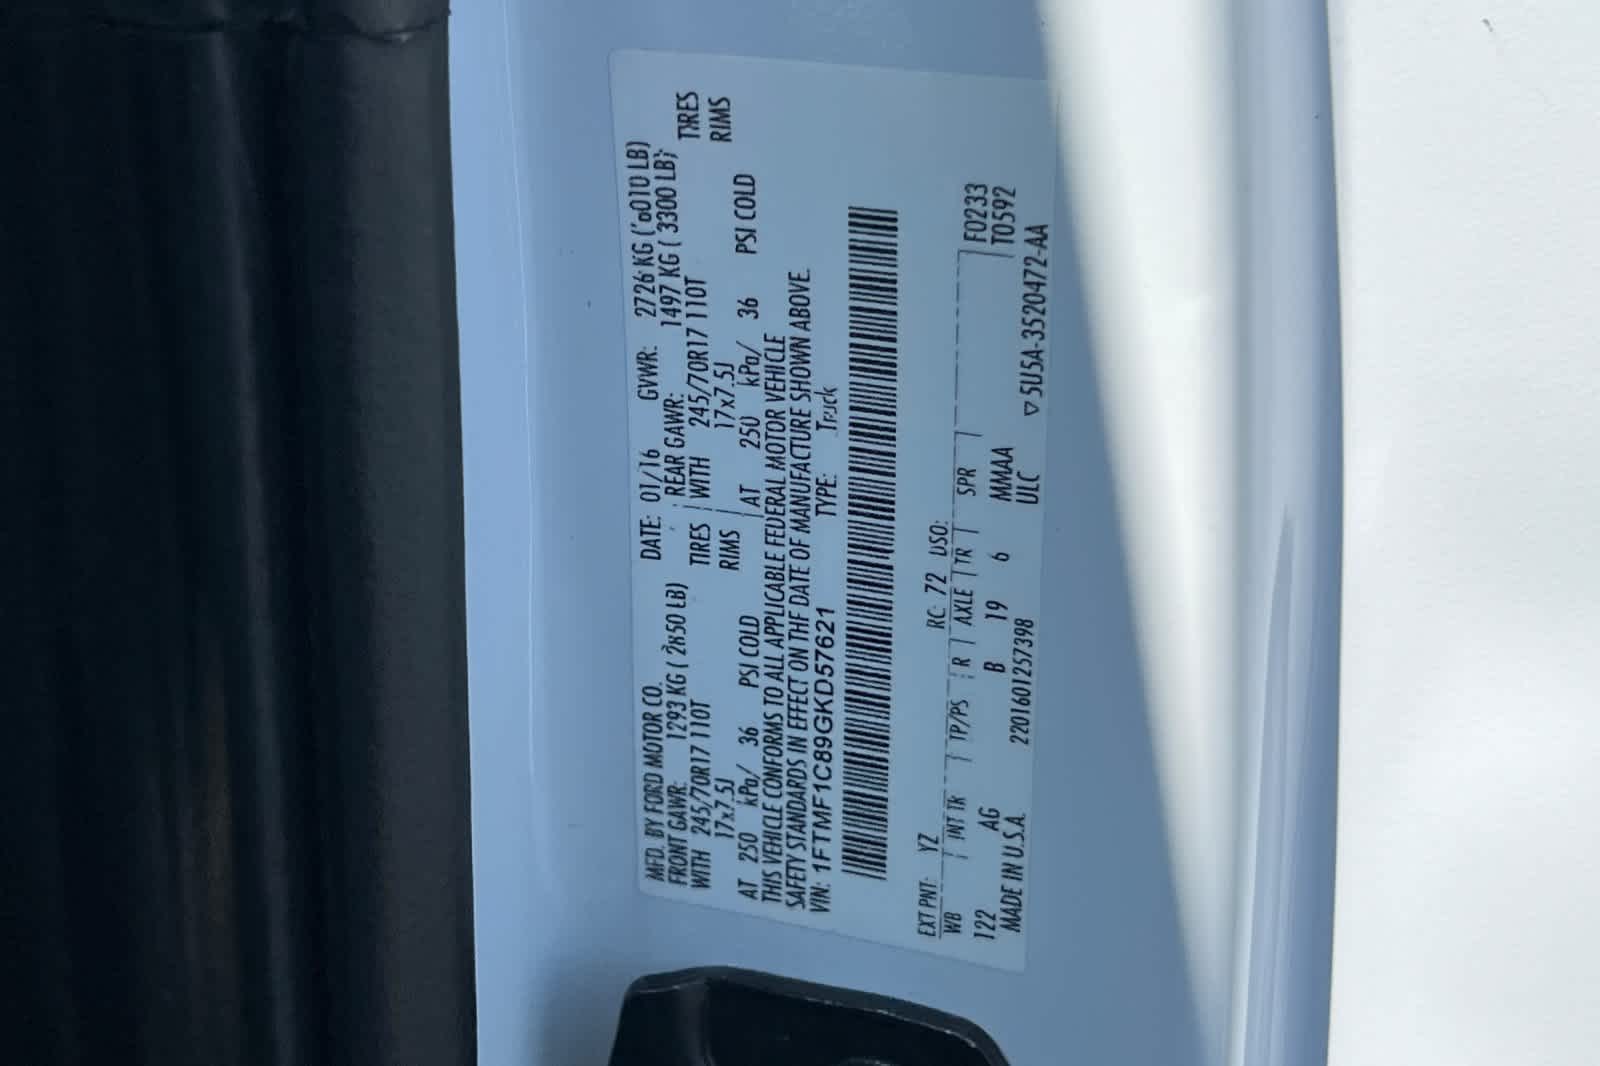 MFD. BY FORD MOTOR CO. DATE: 01/16 GVWR: 2726 KG (6010 LB)
FRONT GAWR: 1293 KG (2850 LB) REAR GAWR: 1497 KG (3300 LB)
WITH 245/70R17 110T TIRES WITH 245/70R17 110T TIRES
17x7.5J RIMS 17x7.5J RIMS
AT 250 kPa/ 36 PSI COLD AT 250 kPa/ 36 PSI COLD
THIS VEHICLE CONFORMS TO ALL APPLICABLE FEDERAL MOTOR VEHICLE
SAFETY STANDARDS IN EFFECT ON THE DATE OF MANUFACTURE SHOWN ABOVE.
VIN: 1FTMF1C89GKD57621 TYPE: Truck
EXT PNT: YZ RC: 72 DSO:
WB INT TR TP/PS R AXLE TR SPR F0233
122 AG B 19 6 MMAA T0592
MADE IN U.S.A. 220160125​7398 ULC ▽5U5A-3520472-AA